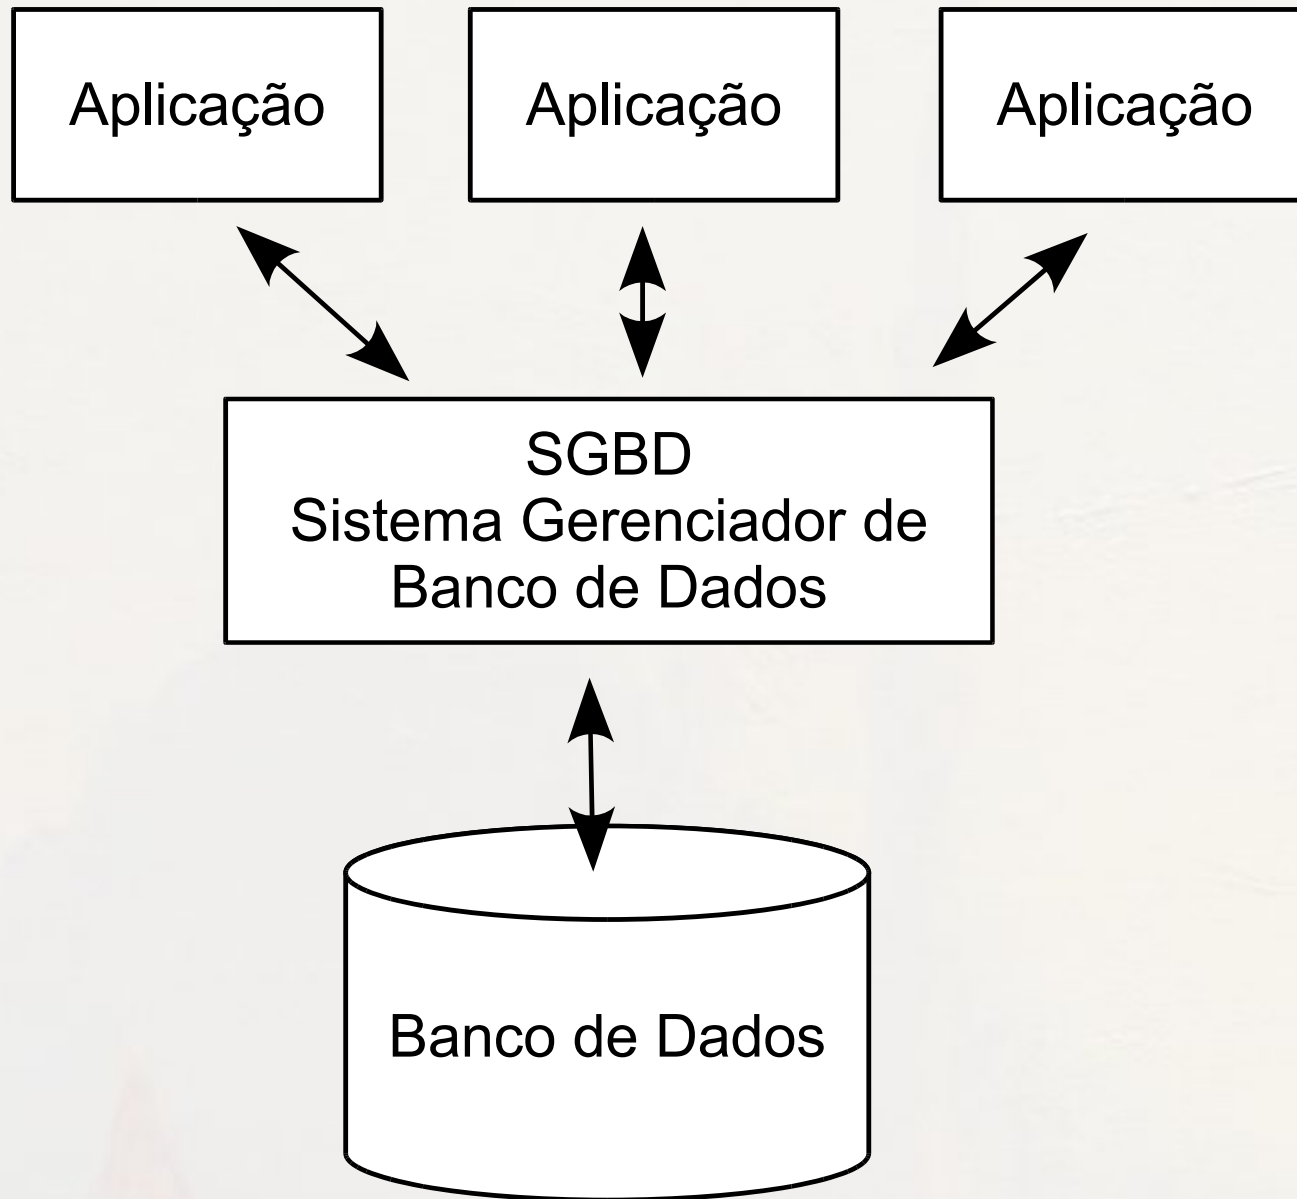 Aplicação
Aplicação
Aplicação
SGBD
Sistema Gerenciador de
Banco de Dados
Banco de Dados